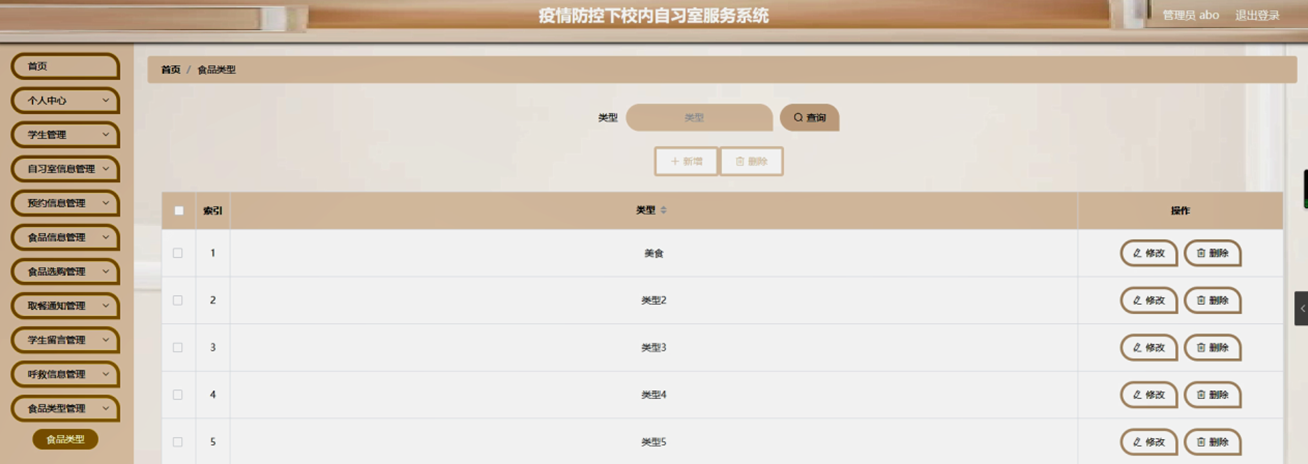 疫情防控下校内自习室服务系统
管理员 abo 退出登录
首页
个人中心
学生管理
自习室信息管理
预约信息管理
食品信息管理
食品选购管理
取餐通知管理
学生留言管理
呼救信息管理
食品类型管理
食品类型
首页 / 食品类型
类型 类型 查询
+ 新增 删除
索引 类型 操作
1 美食 修改 删除
2 类型2 修改 删除
3 类型3 修改 删除
4 类型4 修改 删除
5 类型5 修改 删除